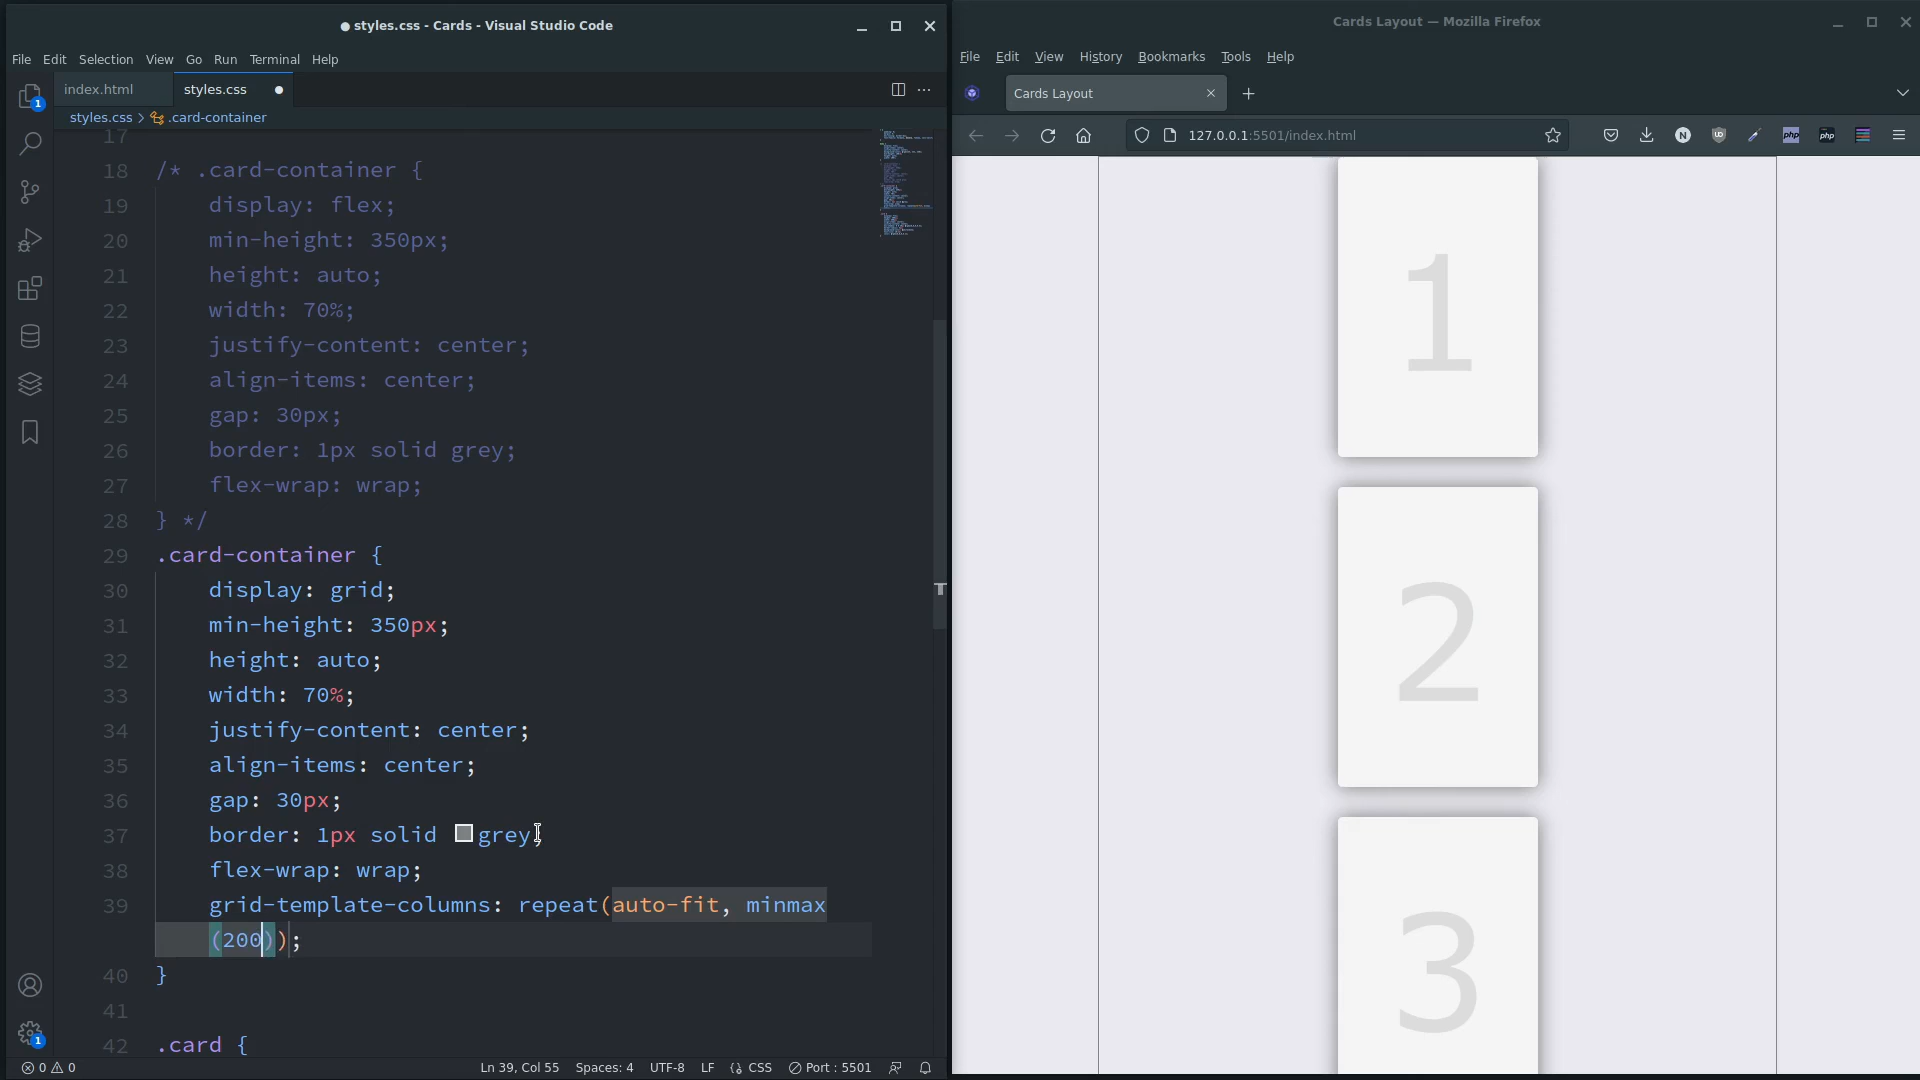 ● styles.css - Cards - Visual Studio Code
File Edit Selection View Go Run Terminal Help
index.html styles.css ●
styles.css > .card-container
17
18 /* .card-container {
19 display: flex;
20 min-height: 350px;
21 height: auto;
22 width: 70%;
23 justify-content: center;
24 align-items: center;
25 gap: 30px;
26 border: 1px solid grey;
27 flex-wrap: wrap;
28 } */
29 .card-container {
30 display: grid;
31 min-height: 350px;
32 height: auto;
33 width: 70%;
34 justify-content: center;
35 align-items: center;
36 gap: 30px;
37 border: 1px solid grey;
38 flex-wrap: wrap;
39 grid-template-columns: repeat(auto-fit, minmax
(200));
40 }
41
42 .card {
1
1
0 0
Ln 39, Col 55 Spaces: 4 UTF-8 LF CSS Port : 5501
Cards Layout — Mozilla Firefox
File Edit View History Bookmarks Tools Help
Cards Layout
127.0.0.1:5501/index.html
N
php
php
1
2
3